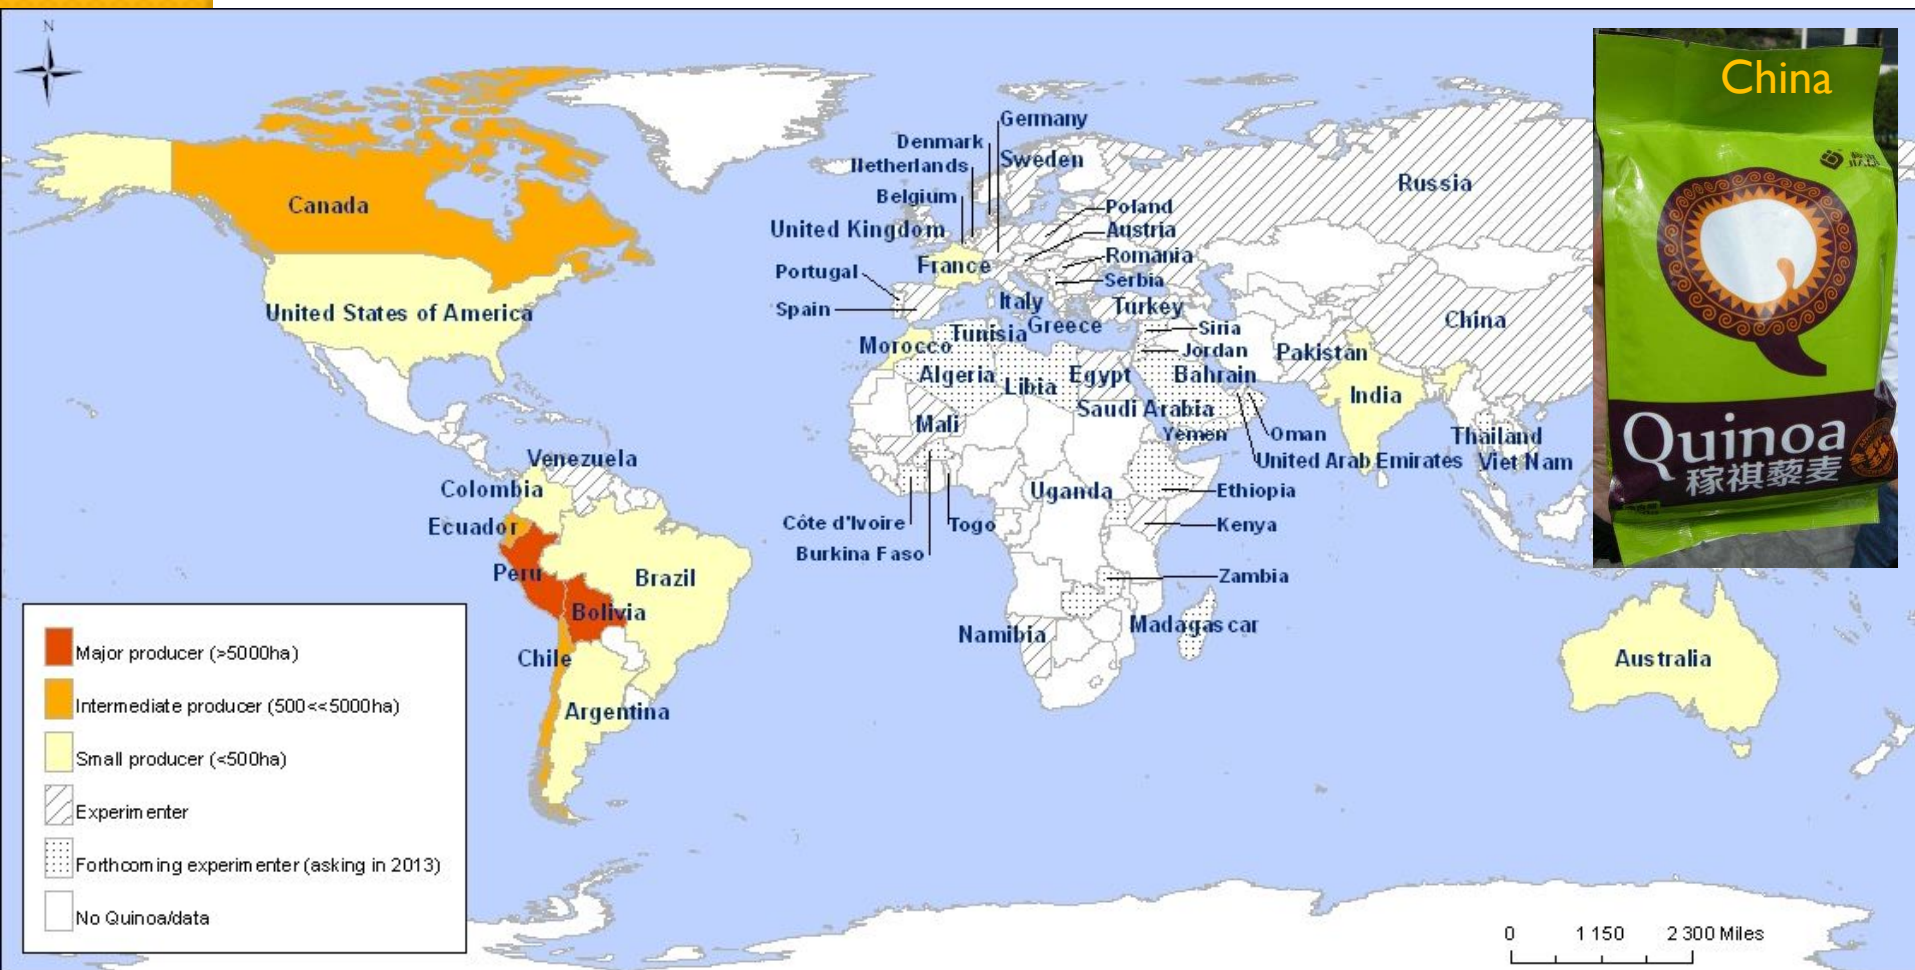 N
China
Germany
Denmark
Netherlands
Sweden
Belgium
Russia
Canada
Poland
United Kingdom
Austria
France
Romania
Portugal
Serbia
Spain
Italy
Turkey
United States of America
China
Tunisia
Greece
Siria
Morocco
Jordan
Pakistan
Algeria
Libia
Egypt
Bahrain
India
Saudi Arabia
Mali
Yemen
Oman
Thailand
Quinoa
稼祺藜麦
Venezuela
United Arab Emirates
Viet Nam
Colombia
Uganda
Ethiopia
Ecuador
Côte d'Ivoire
Togo
Kenya
Burkina Faso
Peru
Brazil
Zambia
Bolivia
Namibia
Madagascar
Chile
Australia
Argentina
Major producer (>5000ha)
Intermediate producer (500<<5000ha)
Small producer (<500ha)
Experimenter
Forthcoming experimenter (asking in 2013)
No Quinoa/data
0 1 150 2 300 Miles